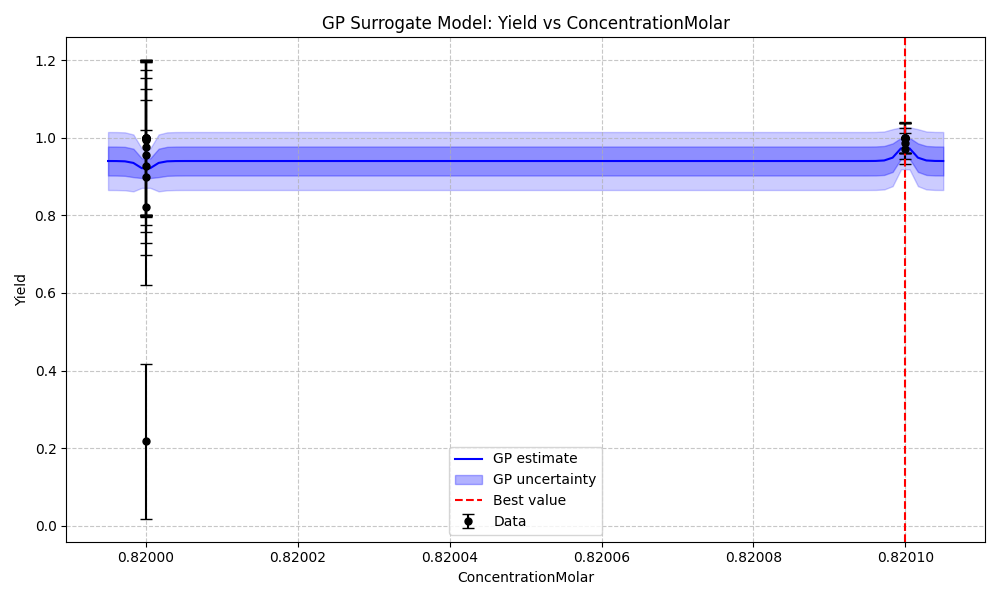 GP Surrogate Model: Yield vs ConcentrationMolar
1.2
1.0
0.8
0.6
0.4
0.2
0.0
Yield
GP estimate
GP uncertainty
Best value
Data
0.82000
0.82002
0.82004
0.82006
0.82008
0.82010
ConcentrationMolar